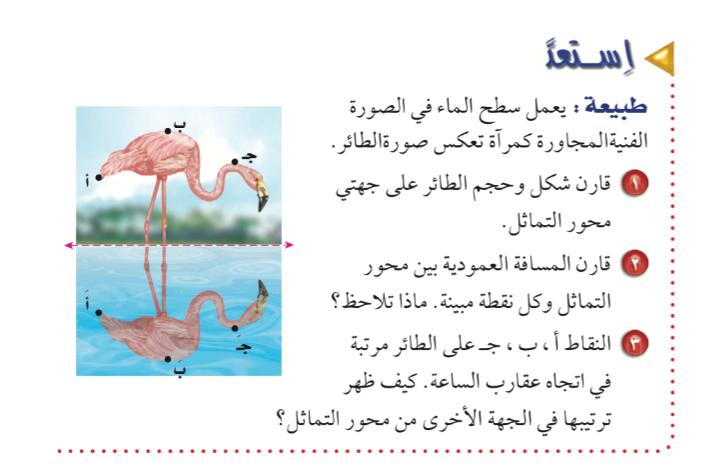 اِستعدَّ
طبيعة : يعمل سطح الماء في الصورة
الفنيةالمجاورة كمرآة تعكس صورةالطائر.
١ قارن شكل وحجم الطائر على جهتي
محور التماثل.
٢ قارن المسافة العمودية بين محور
التماثل وكل نقطة مبينة. ماذا تلاحظ؟
٣ النقاط أ ، ب ، جـ على الطائر مرتبة
في اتجاه عقارب الساعة. كيف ظهر
ترتيبها في الجهة الأخرى من محور التماثل؟
ب
جـ
أ
أَ
جـَ
بَ